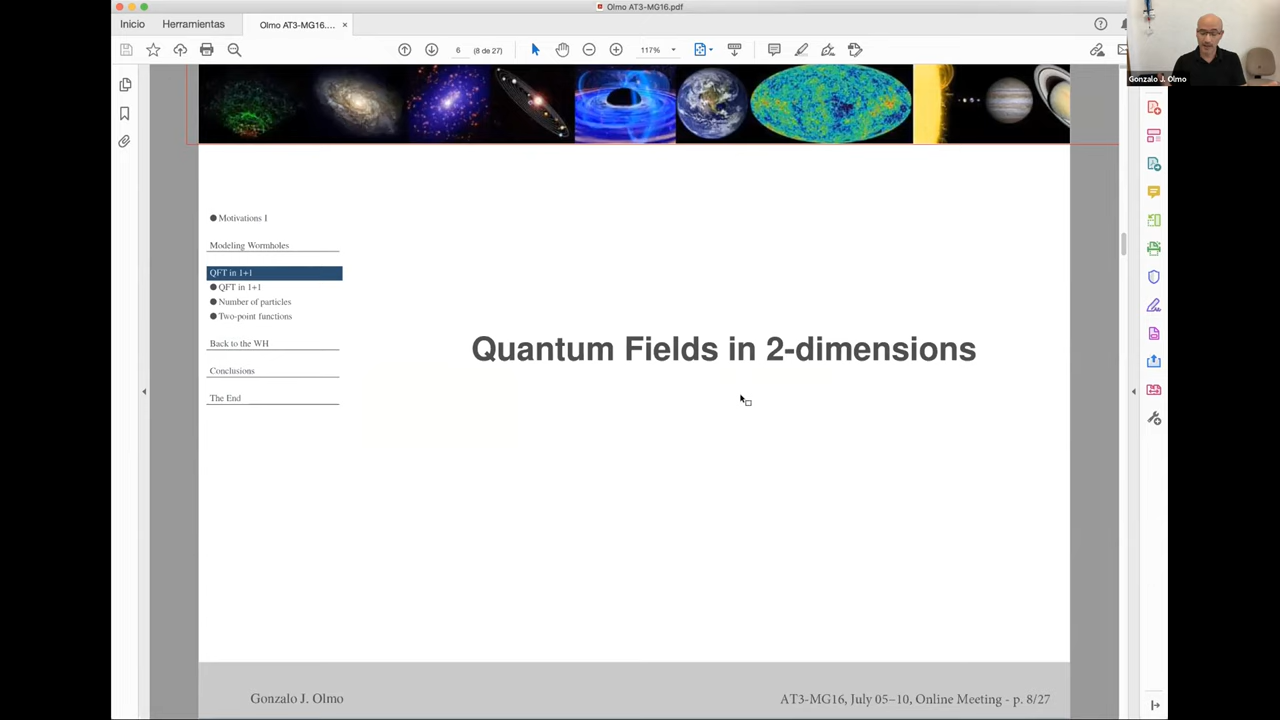 Olmo AT3-MG16.pdf
Inicio
Herramientas
Olmo AT3-MG16....
6
(8 de 27)
117%
Gonzalo J. Olmo
Motivations I
Modeling Wormholes
QFT in 1+1
QFT in 1+1
Number of particles
Two-point functions
Back to the WH
Conclusions
The End
Quantum Fields in 2-dimensions
Gonzalo J. Olmo
AT3-MG16, July 05–10, Online Meeting - p. 8/27